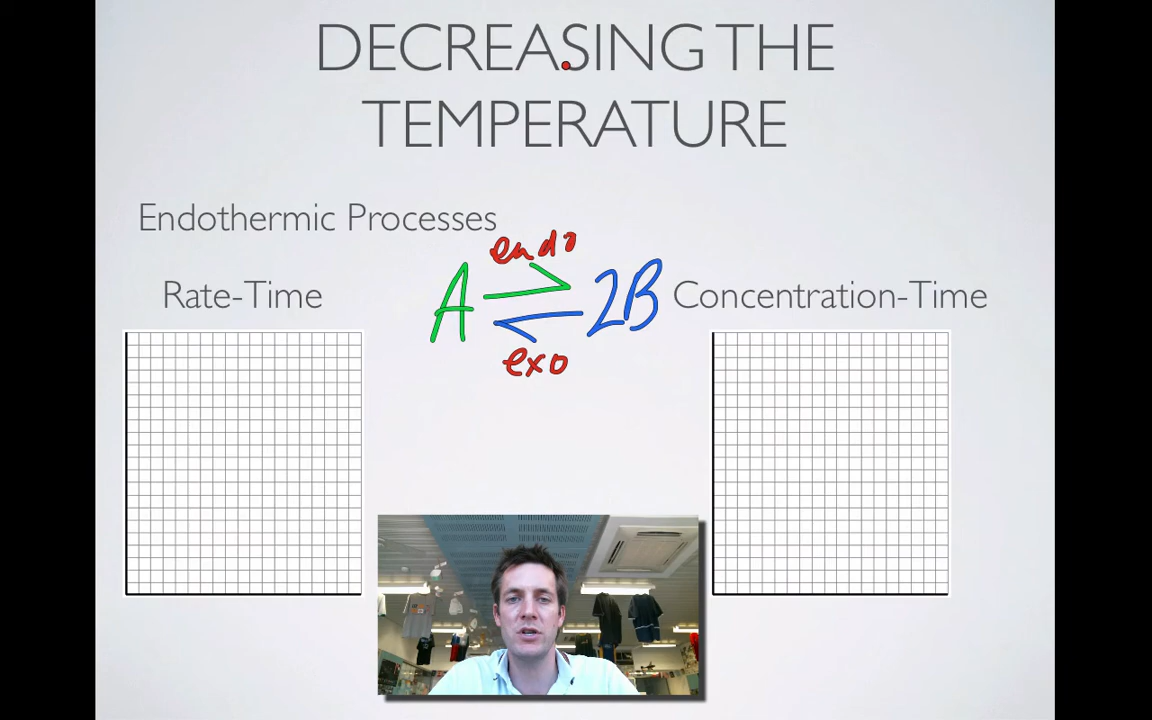 DECREASING THE
TEMPERATURE
Endothermic Processes
endo
Rate-Time
A ⇌ 2B
Concentration-Time
exo